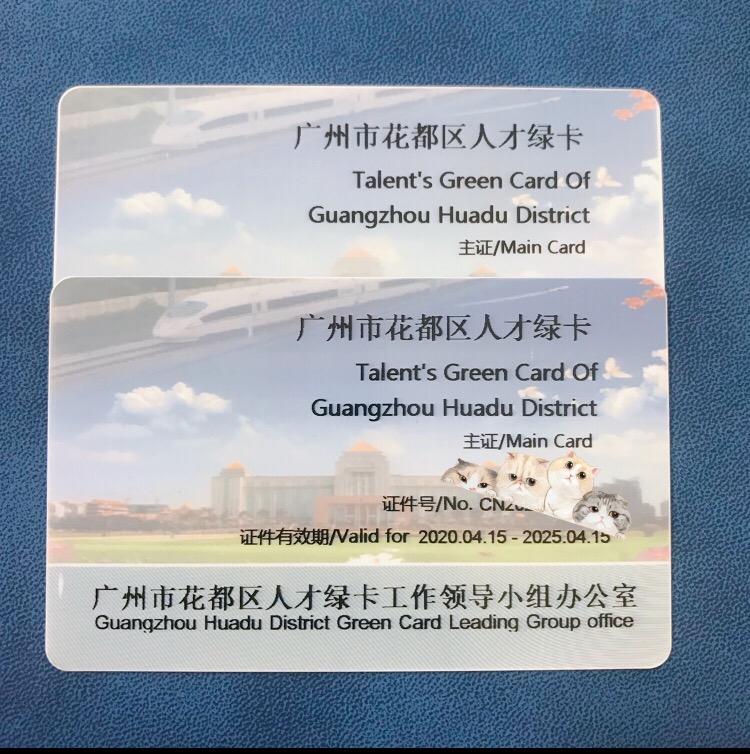 广州市花都区人才绿卡
Talent's Green Card Of
Guangzhou Huadu District
主证/Main Card
广州市花都区人才绿卡
Talent's Green Card Of
Guangzhou Huadu District
主证/Main Card
证件号/No.
证件有效期/Valid for 2020.04.15 - 2025.04.15
广州市花都区人才绿卡工作领导小组办公室
Guangzhou Huadu District Green Card Leading Group office